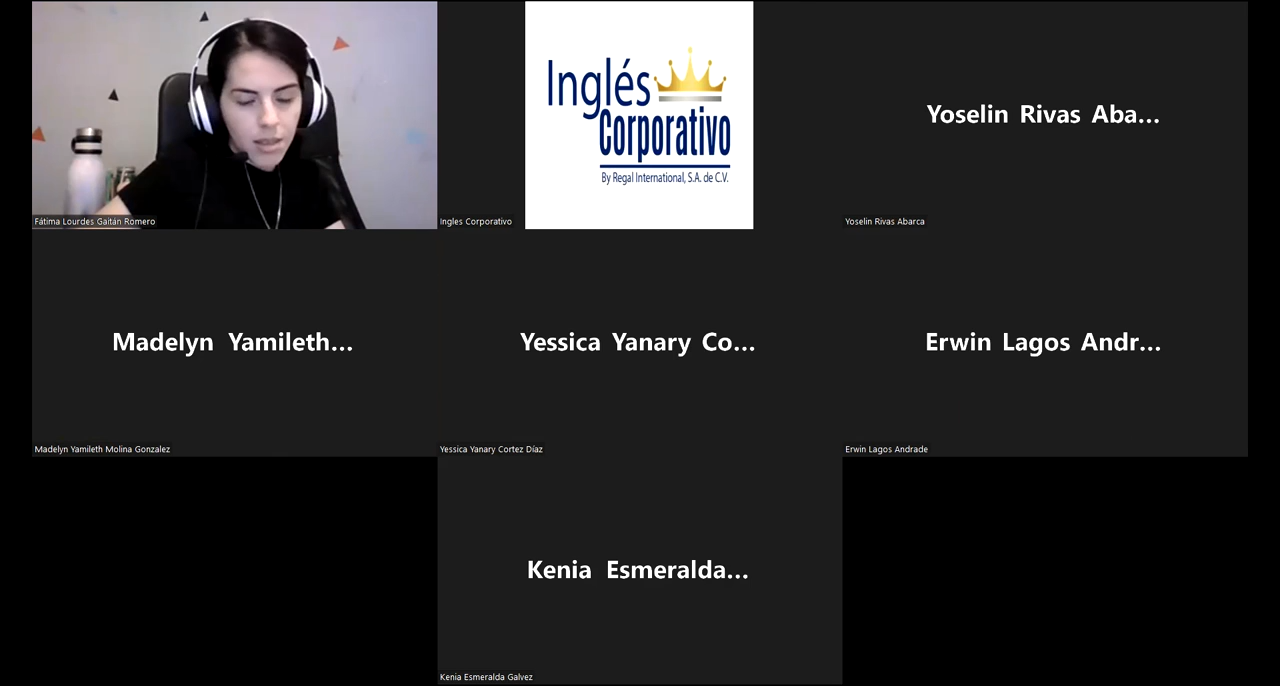 Inglés
Corporativo
By Regal International, S.A. de C.V.
Yoselin Rivas Aba...
Fátima Lourdes Gaitán Romero
Ingles Corporativo
Yoselin Rivas Abarca
Madelyn Yamileth...
Yessica Yanary Co...
Erwin Lagos Andr...
Madelyn Yamileth Molina Gonzalez
Yessica Yanary Cortez Díaz
Erwin Lagos Andrade
Kenia Esmeralda...
Kenia Esmeralda Galvez